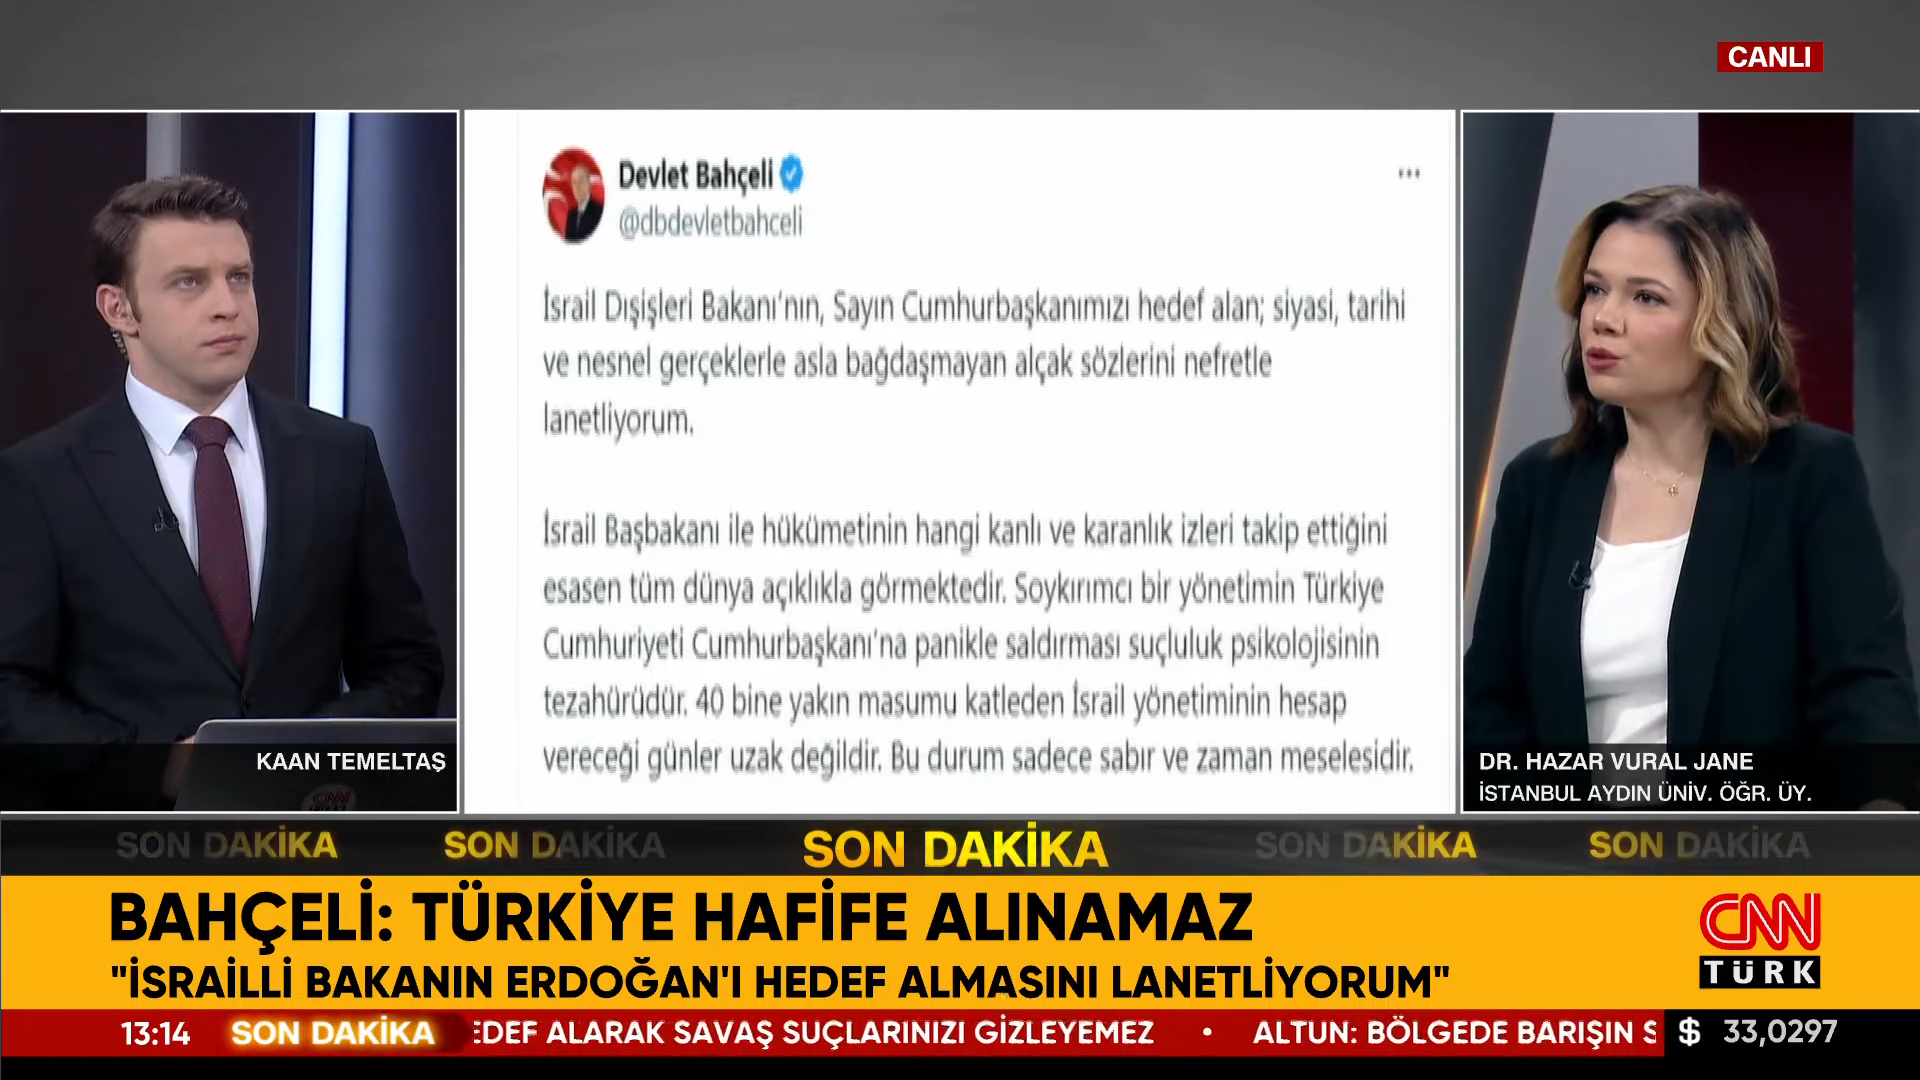 CANLI
Devlet Bahçeli
@dbdevletbahceli
İsrail Dışişleri Bakanı'nın, Sayın Cumhurbaşkanımızı hedef alan; siyasi, tarihi
ve nesnel gerçeklerle asla bağdaşmayan alçak sözlerini nefretle
lanetliyorum.
İsrail Başbakanı ile hükümetinin hangi kanlı ve karanlık izleri takip ettiğini
esasen tüm dünya açıklıkla görmektedir. Soykırımcı bir yönetimin Türkiye
Cumhuriyeti Cumhurbaşkanı'na panikle saldırması suçluluk psikolojisinin
tezahürüdür. 40 bine yakın masumu katleden İsrail yönetiminin hesap
vereceği günler uzak değildir. Bu durum sadece sabır ve zaman meselesidir.
KAAN TEMELTAŞ
DR. HAZAR VURAL JANE
İSTANBUL AYDIN ÜNİV. ÖĞR. ÜY.
SON DAKİKA SON DAKİKA SON DAKİKA SON DAKİKA SON DAKİKA
BAHÇELİ: TÜRKİYE HAFİFE ALINAMAZ
"İSRAİLLİ BAKANIN ERDOĞAN'I HEDEF ALMASINI LANETLİYORUM"
CNN
TÜRK
13:14 SON DAKİKA EDEF ALARAK SAVAŞ SUÇLARINIZI GİZLEYEMEZ • ALTUN: BÖLGEDE BARIŞIN S $ 33,0297